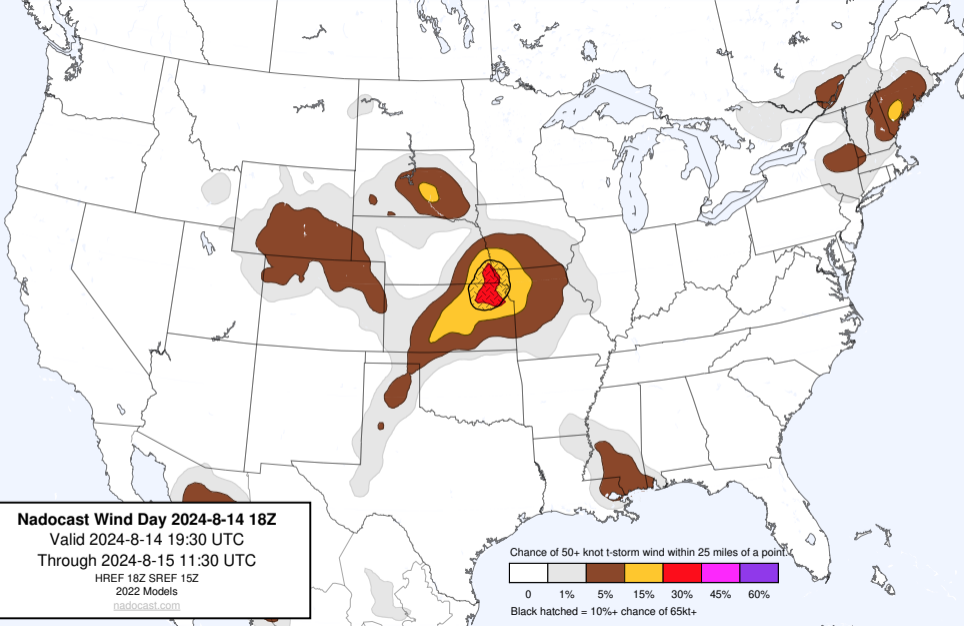 Nadocast Wind Day 2024-8-14 18Z
Valid 2024-8-14 19:30 UTC
Through 2024-8-15 11:30 UTC
HREF 18Z SREF 15Z
2022 Models
nadocast.com
Chance of 50+ knot t-storm wind within 25 miles of a point.
0 1% 5% 15% 30% 45% 60%
Black hatched = 10%+ chance of 65kt+